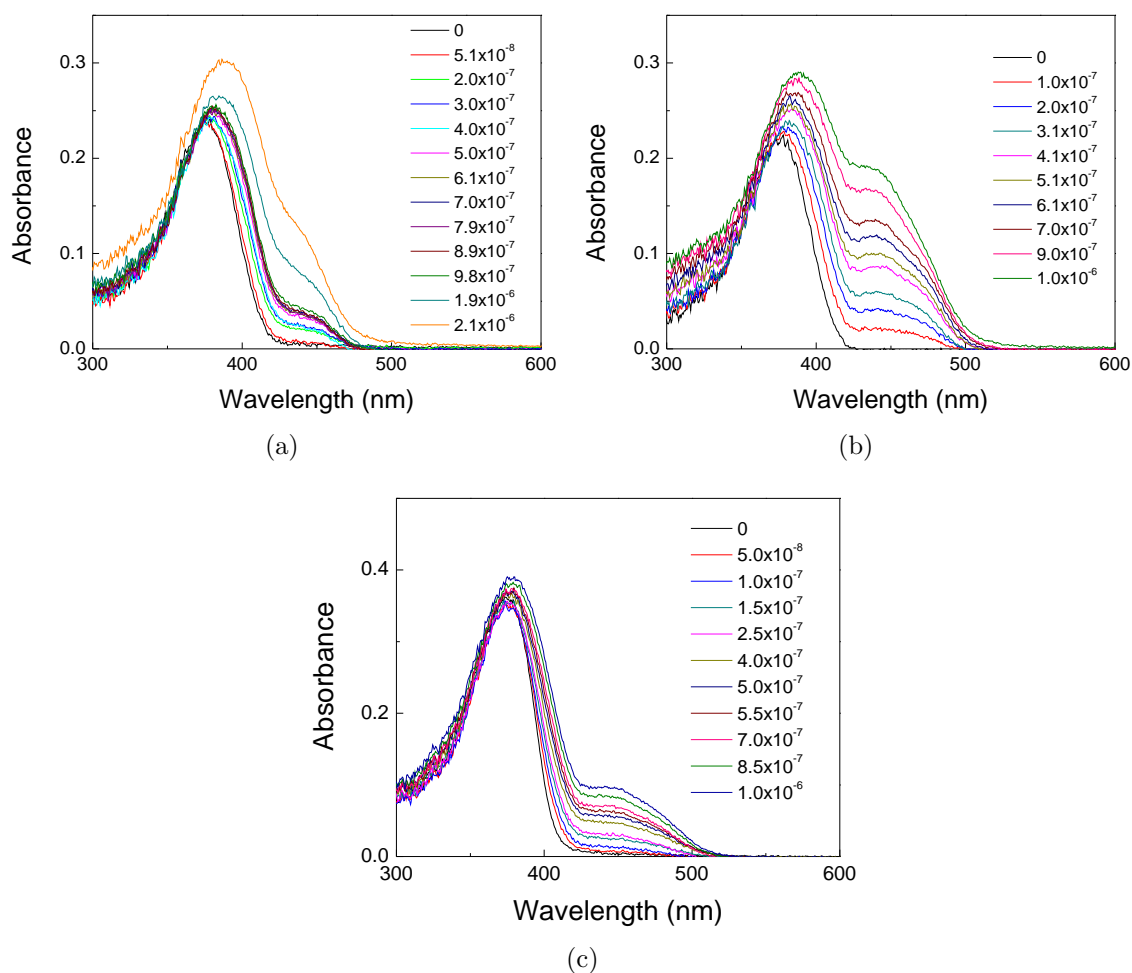 0
5.1x10⁻⁸
2.0x10⁻⁷
3.0x10⁻⁷
4.0x10⁻⁷
5.0x10⁻⁷
6.1x10⁻⁷
7.0x10⁻⁷
7.9x10⁻⁷
8.9x10⁻⁷
9.8x10⁻⁷
1.9x10⁻⁶
2.1x10⁻⁶
0.3
0.2
0.1
0.0
Absorbance
300 400 500 600
Wavelength (nm)
(a)
0
1.0x10⁻⁷
2.0x10⁻⁷
3.1x10⁻⁷
4.1x10⁻⁷
5.1x10⁻⁷
6.1x10⁻⁷
7.0x10⁻⁷
9.0x10⁻⁷
1.0x10⁻⁶
0.3
0.2
0.1
0.0
Absorbance
300 400 500 600
Wavelength (nm)
(b)
0
5.0x10⁻⁸
1.0x10⁻⁷
1.5x10⁻⁷
2.5x10⁻⁷
4.0x10⁻⁷
5.0x10⁻⁷
5.5x10⁻⁷
7.0x10⁻⁷
8.5x10⁻⁷
1.0x10⁻⁶
0.4
0.2
0.0
Absorbance
300 400 500 600
Wavelength (nm)
(c)